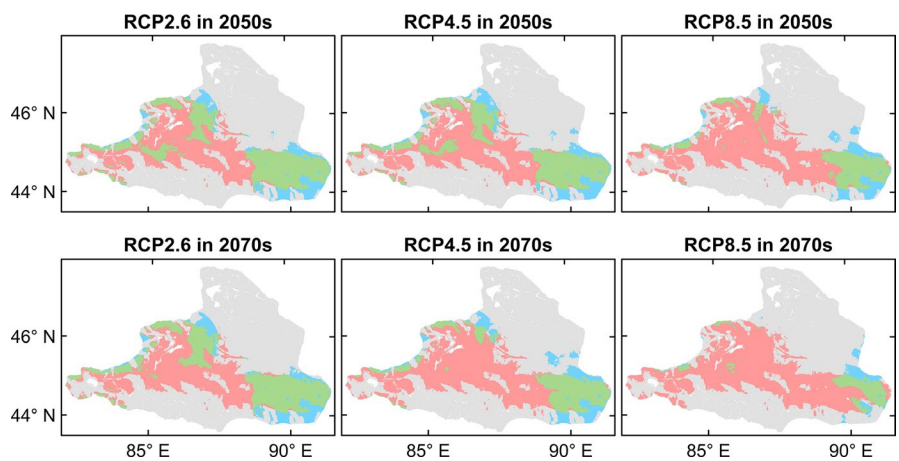 RCP2.6 in 2050s
RCP4.5 in 2050s
RCP8.5 in 2050s
46° N
44° N
RCP2.6 in 2070s
RCP4.5 in 2070s
RCP8.5 in 2070s
46° N
44° N
85° E
90° E
85° E
90° E
85° E
90° E